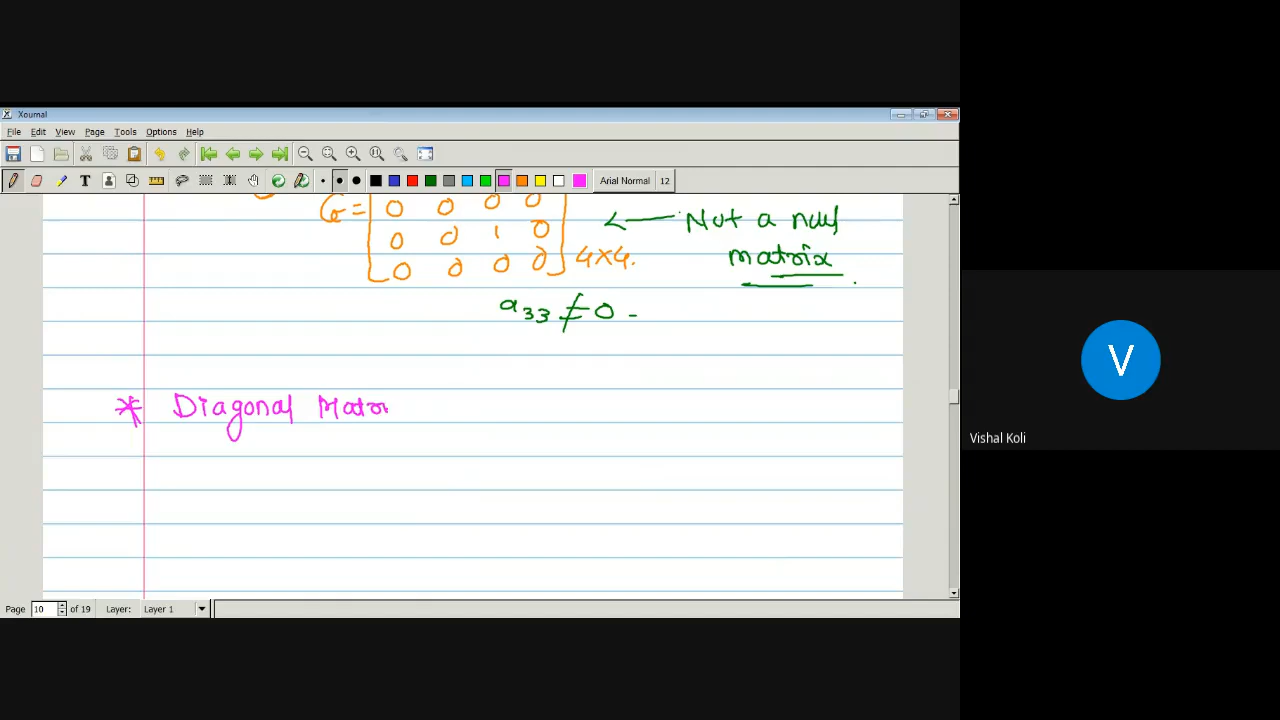 Xournal
File Edit View Page Tools Options Help
T Arial Normal 12
G = 0 0 0 0
0 0 1 0
0 0 0 0 4×4.
← Not a null
matrix
a33 ≠ 0
* Diagonal Matr
Page 10 of 19 Layer: Layer 1
V
Vishal Koli